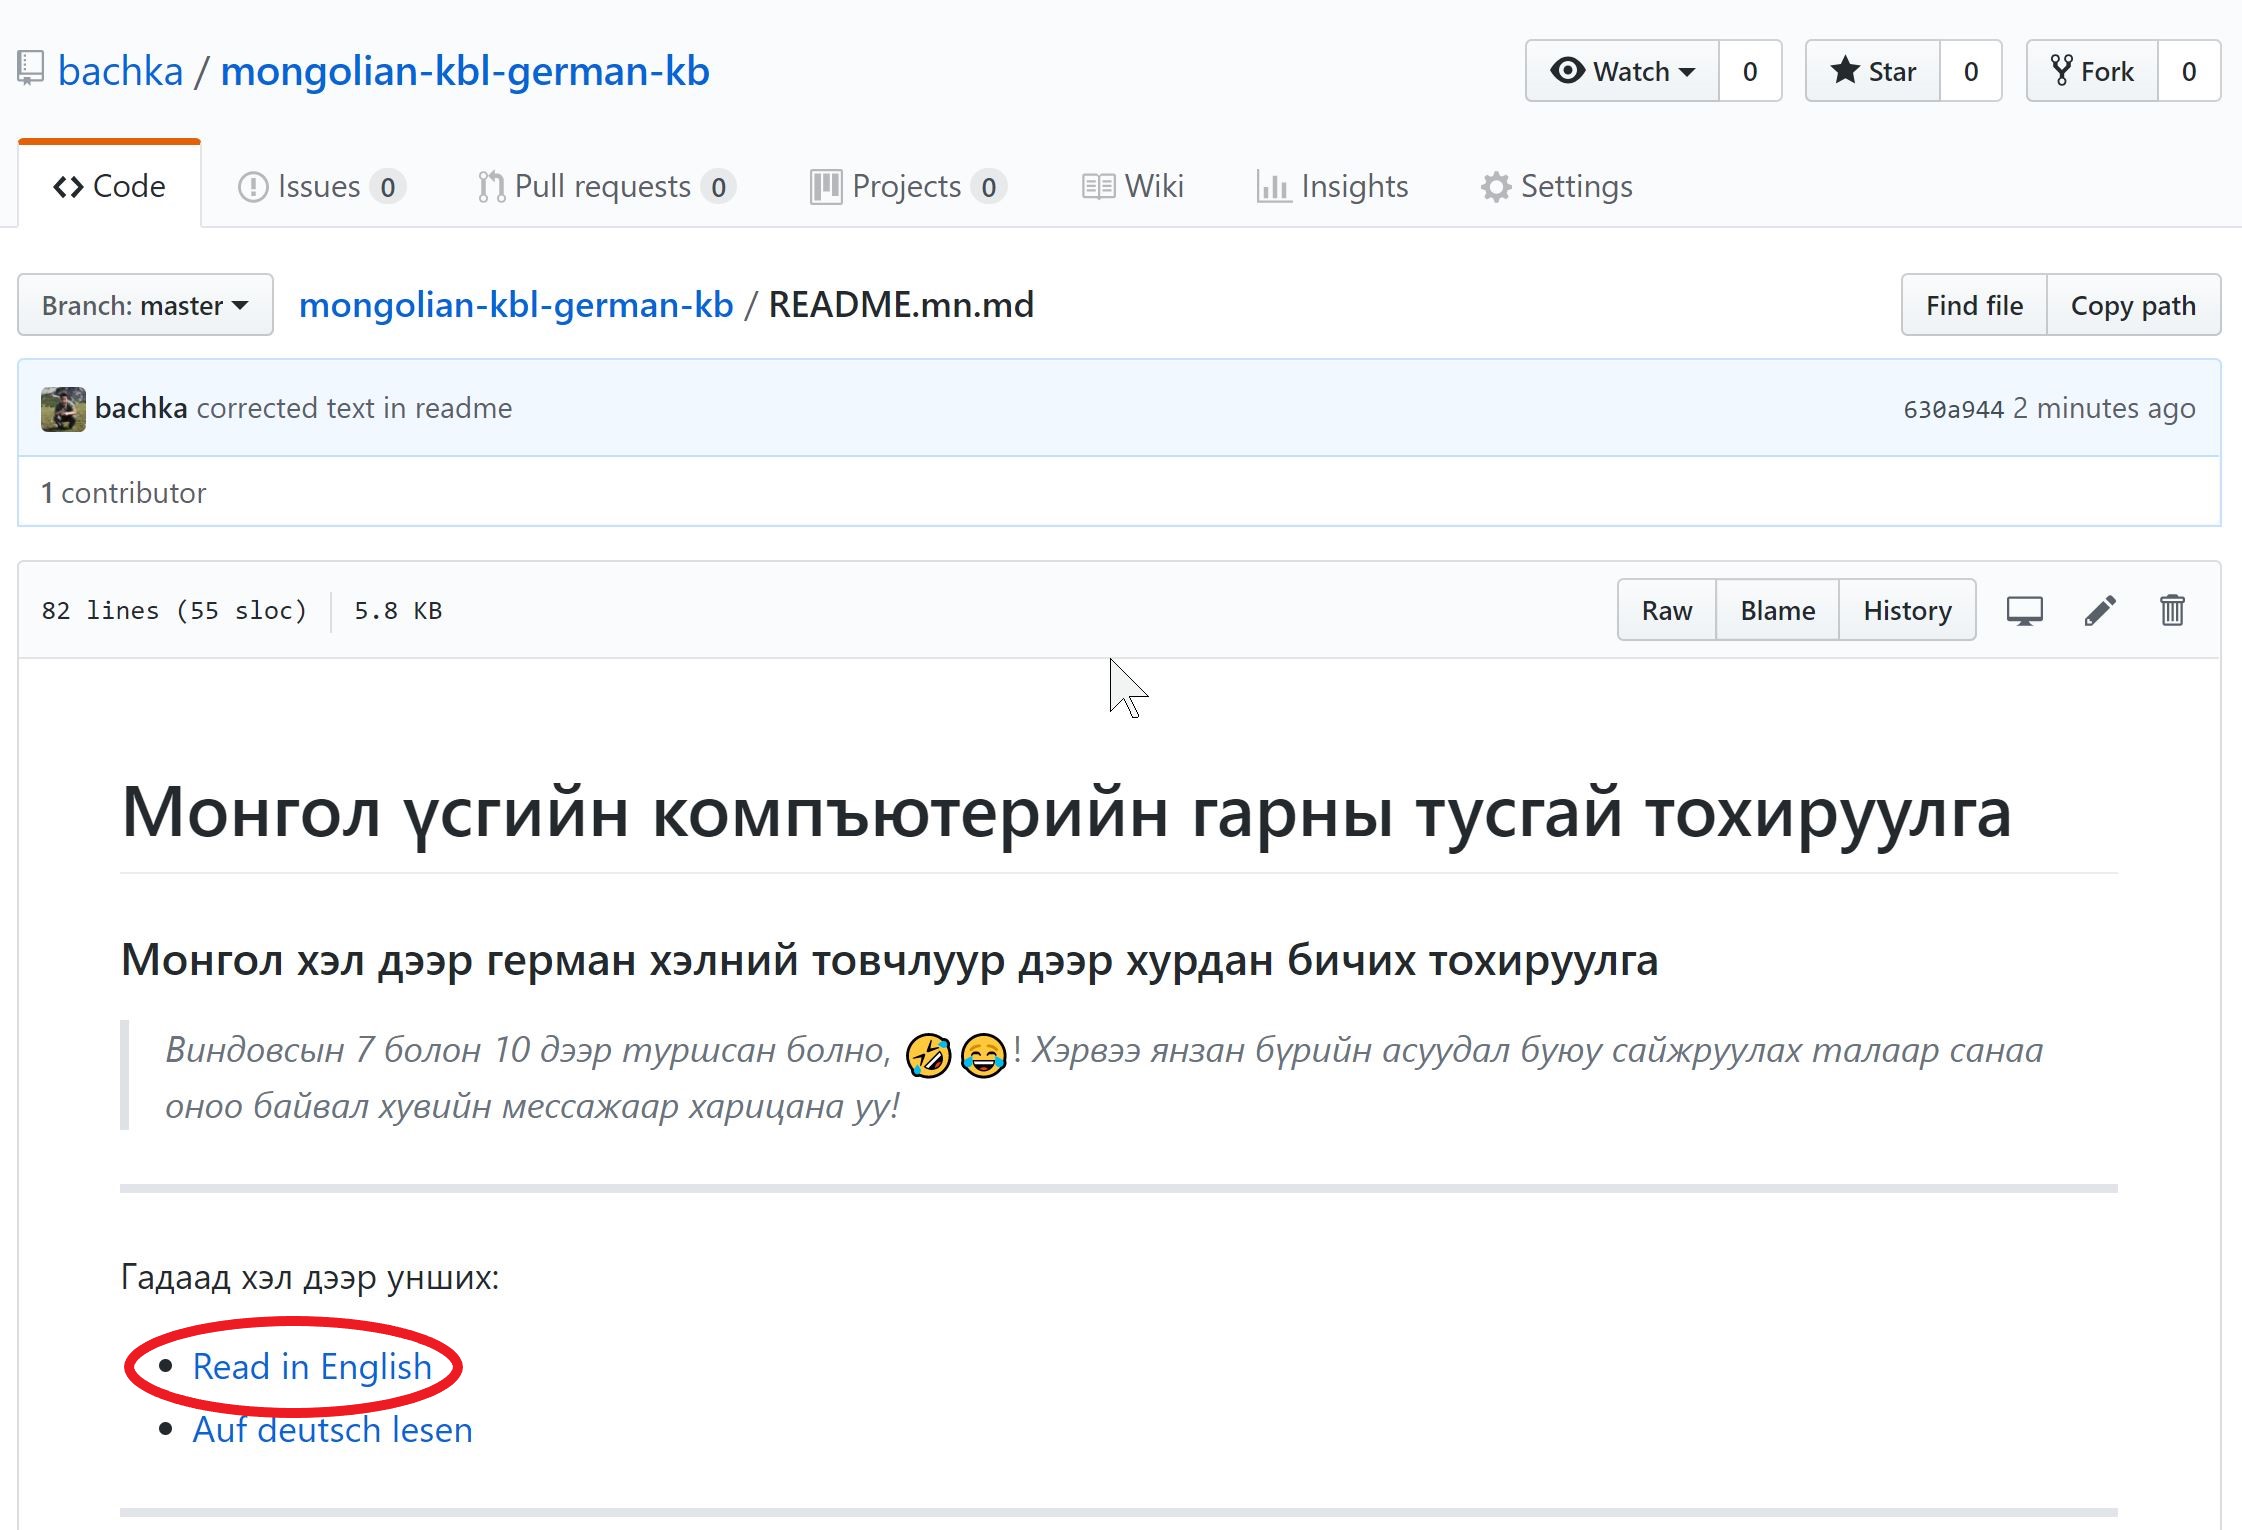 bachka / mongolian-kbl-german-kb
Watch 0 Star 0 Fork 0
Code Issues 0 Pull requests 0 Projects 0 Wiki Insights Settings
Branch: master mongolian-kbl-german-kb / README.mn.md Find file Copy path
bachka corrected text in readme 630a944 2 minutes ago
1 contributor
82 lines (55 sloc) 5.8 KB Raw Blame History
Монгол үсгийн компъютерийн гарны тусгай тохируулга
Монгол хэл дээр герман хэлний товчлуур дээр хурдан бичих тохируулга
Виндовсын 7 болон 10 дээр туршсан болно, 🤣😂! Хэрвээ янзан бүрийн асуудал буюу сайжруулах талаар санаа
оноо байвал хувийн мессажаар харицана уу!
Гадаад хэл дээр унших:
• Read in English
• Auf deutsch lesen